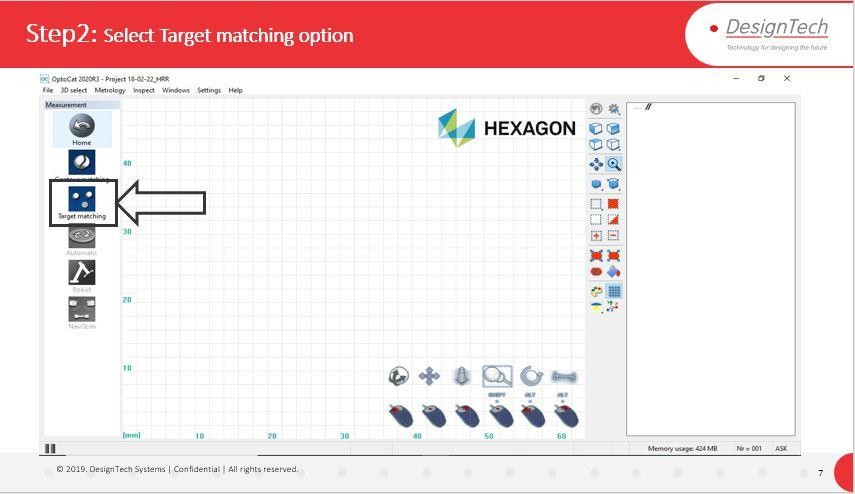 Step2: Select Target matching option
DesignTech
Technology for designing the future
OptoCat 2020R3 - Project 18-02-22_HRR
File 3D select Metrology Inspect Windows Settings Help
Measurement
Home
Contour matching
Target matching
Automatic
Robot
NaviScan
HEXAGON
40
30
20
10
SHIFT ALT ALT
[mm] 10 20 30 40 50 60
Memory usage: 424 MB Nr = 001 ASK
© 2019. DesignTech Systems | Confidential | All rights reserved.
7